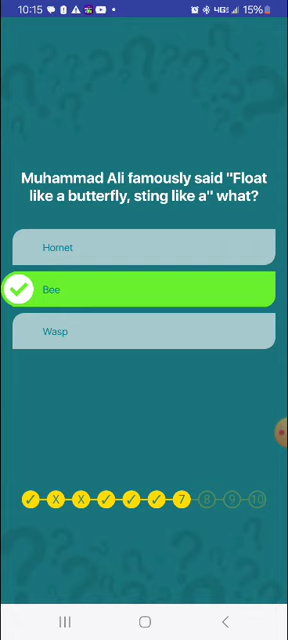 10:15
4G
15%
Muhammad Ali famously said "Float
like a butterfly, sting like a" what?
Hornet
Bee
Wasp
✓ X X ✓ ✓ ✓ 7 8 9 10